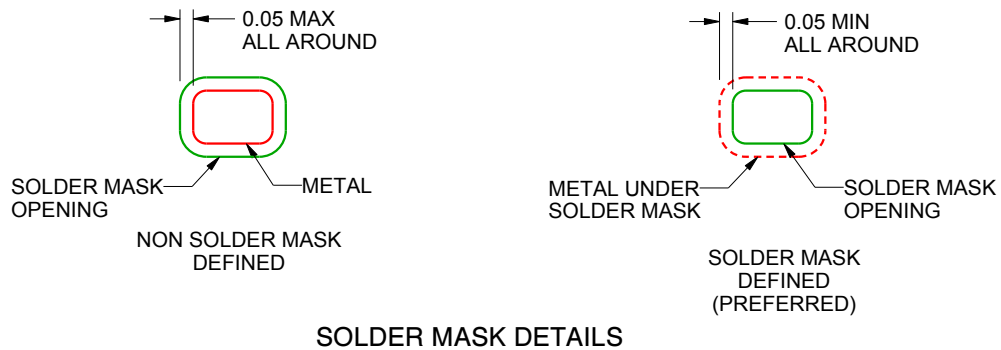 0.05 MAX
ALL AROUND
SOLDER MASK
OPENING
METAL
NON SOLDER MASK
DEFINED
0.05 MIN
ALL AROUND
METAL UNDER
SOLDER MASK
SOLDER MASK
OPENING
SOLDER MASK
DEFINED
(PREFERRED)
SOLDER MASK DETAILS